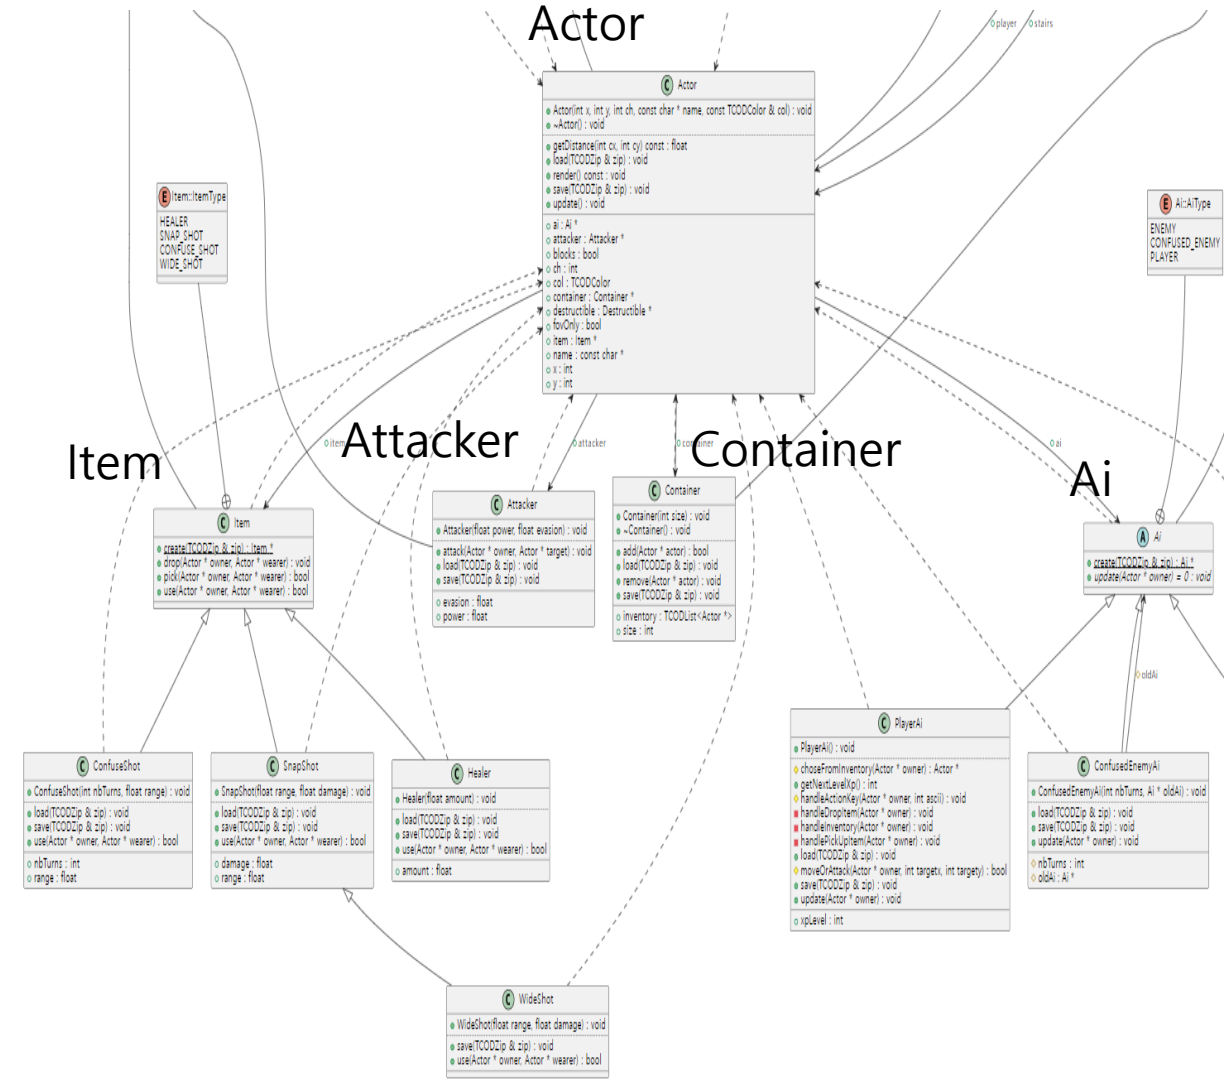 Actor
player
stairs
C Actor
Actor(int x, int y, int ch, const char * name, const TCODColor & col) : void
~Actor() : void
getDistance(int cx, int cy) const : float
load(TCODZip & zip) : void
render() const : void
save(TCODZip & zip) : void
update() : void
ai : Ai *
attacker : Attacker *
blocks : bool
ch : int
col : TCODColor
container : Container *
destructible : Destructible *
fovOnly : bool
item : Item *
name : const char *
x : int
y : int
E Item::ItemType
HEALER
SNAP_SHOT
CONFUSE_SHOT
WIDE_SHOT
E Ai::AiType
ENEMY
CONFUSED_ENEMY
PLAYER
Item
Attacker
Container
Ai
item
attacker
container
ai
C Item
create(TCODZip & zip) : Item *
drop(Actor * owner, Actor * wearer) : void
pick(Actor * owner, Actor * wearer) : bool
use(Actor * owner, Actor * wearer) : bool
C Attacker
Attacker(float power, float evasion) : void
attack(Actor * owner, Actor * target) : void
load(TCODZip & zip) : void
save(TCODZip & zip) : void
evasion : float
power : float
C Container
Container(int size) : void
~Container() : void
add(Actor * actor) : bool
load(TCODZip & zip) : void
remove(Actor * actor) : void
save(TCODZip & zip) : void
inventory : TCODList<Actor *>
size : int
A Ai
create(TCODZip & zip) : Ai *
update(Actor * owner) = 0 : void
oldAi
C ConfuseShot
ConfuseShot(int nbTurns, float range) : void
load(TCODZip & zip) : void
save(TCODZip & zip) : void
use(Actor * owner, Actor * wearer) : bool
nbTurns : int
range : float
C SnapShot
SnapShot(float range, float damage) : void
load(TCODZip & zip) : void
save(TCODZip & zip) : void
use(Actor * owner, Actor * wearer) : bool
damage : float
range : float
C Healer
Healer(float amount) : void
load(TCODZip & zip) : void
save(TCODZip & zip) : void
use(Actor * owner, Actor * wearer) : bool
amount : float
C PlayerAi
PlayerAi() : void
choseFromInventory(Actor * owner) : Actor *
getNextLevelXp() : int
handleActionKey(Actor * owner, int ascii) : void
handleDropItem(Actor * owner) : void
handleInventory(Actor * owner) : void
handlePickUpItem(Actor * owner) : void
load(TCODZip & zip) : void
moveOrAttack(Actor * owner, int targetx, int targety) : bool
save(TCODZip & zip) : void
update(Actor * owner) : void
xpLevel : int
C ConfusedEnemyAi
ConfusedEnemyAi(int nbTurns, Ai * oldAi) : void
load(TCODZip & zip) : void
save(TCODZip & zip) : void
update(Actor * owner) : void
nbTurns : int
oldAi : Ai *
C WideShot
WideShot(float range, float damage) : void
save(TCODZip & zip) : void
use(Actor * owner, Actor * wearer) : bool